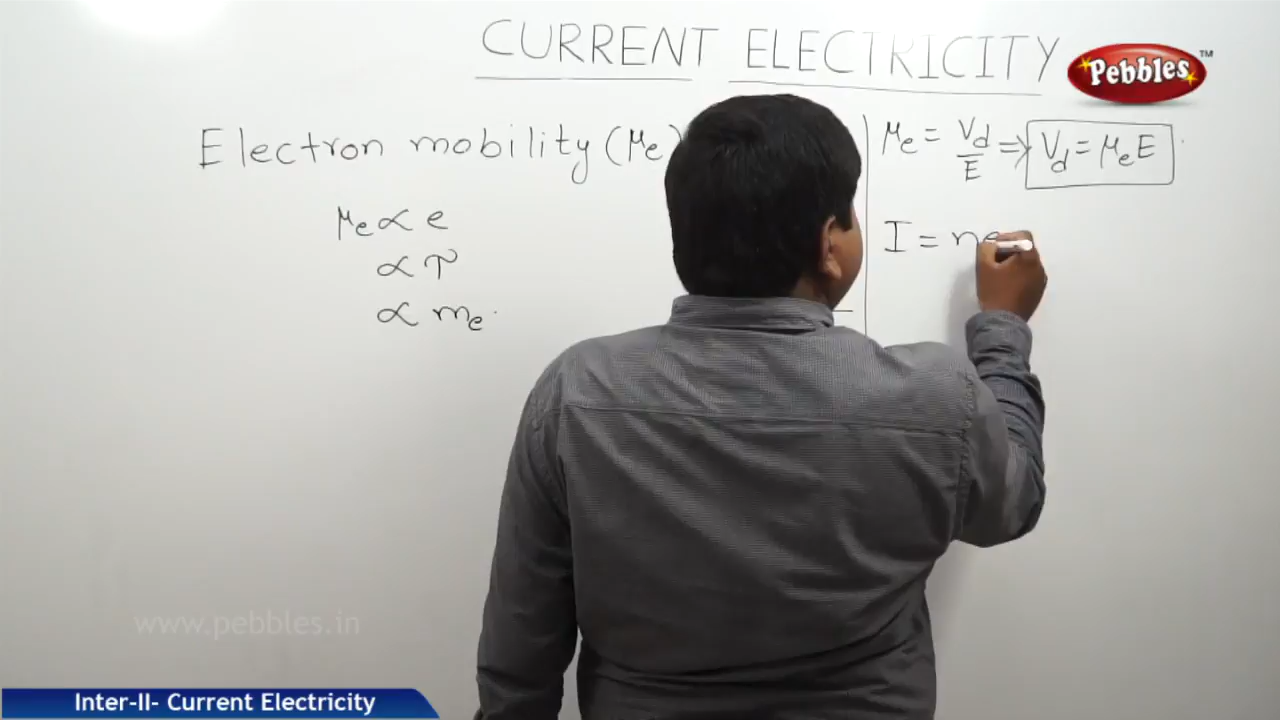 CURRENT ELECTRICITY
Pebbles™
Electron mobility (μe)
μe ∝ e
∝ τ
∝ me.
μe = Vd/E ⇒ Vd = μeE
I = ne
www.pebbles.in
Inter-II- Current Electricity